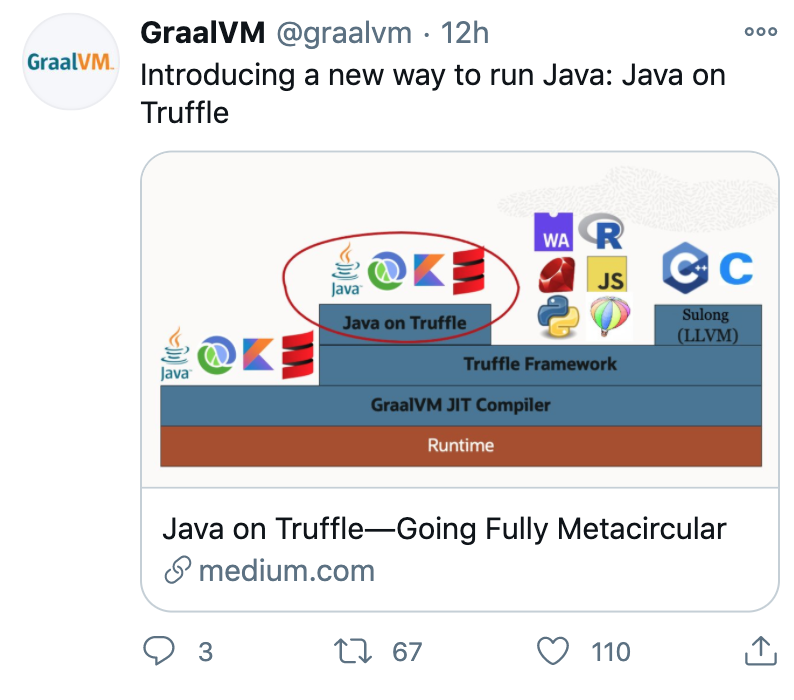 GraalVM @graalvm · 12h
GraalVM.
Introducing a new way to run Java: Java on
Truffle
WA
R
Java
JS
C++
C
Java on Truffle
Sulong
(LLVM)
Java
Truffle Framework
GraalVM JIT Compiler
Runtime
Java on Truffle—Going Fully Metacircular
medium.com
3
67
110